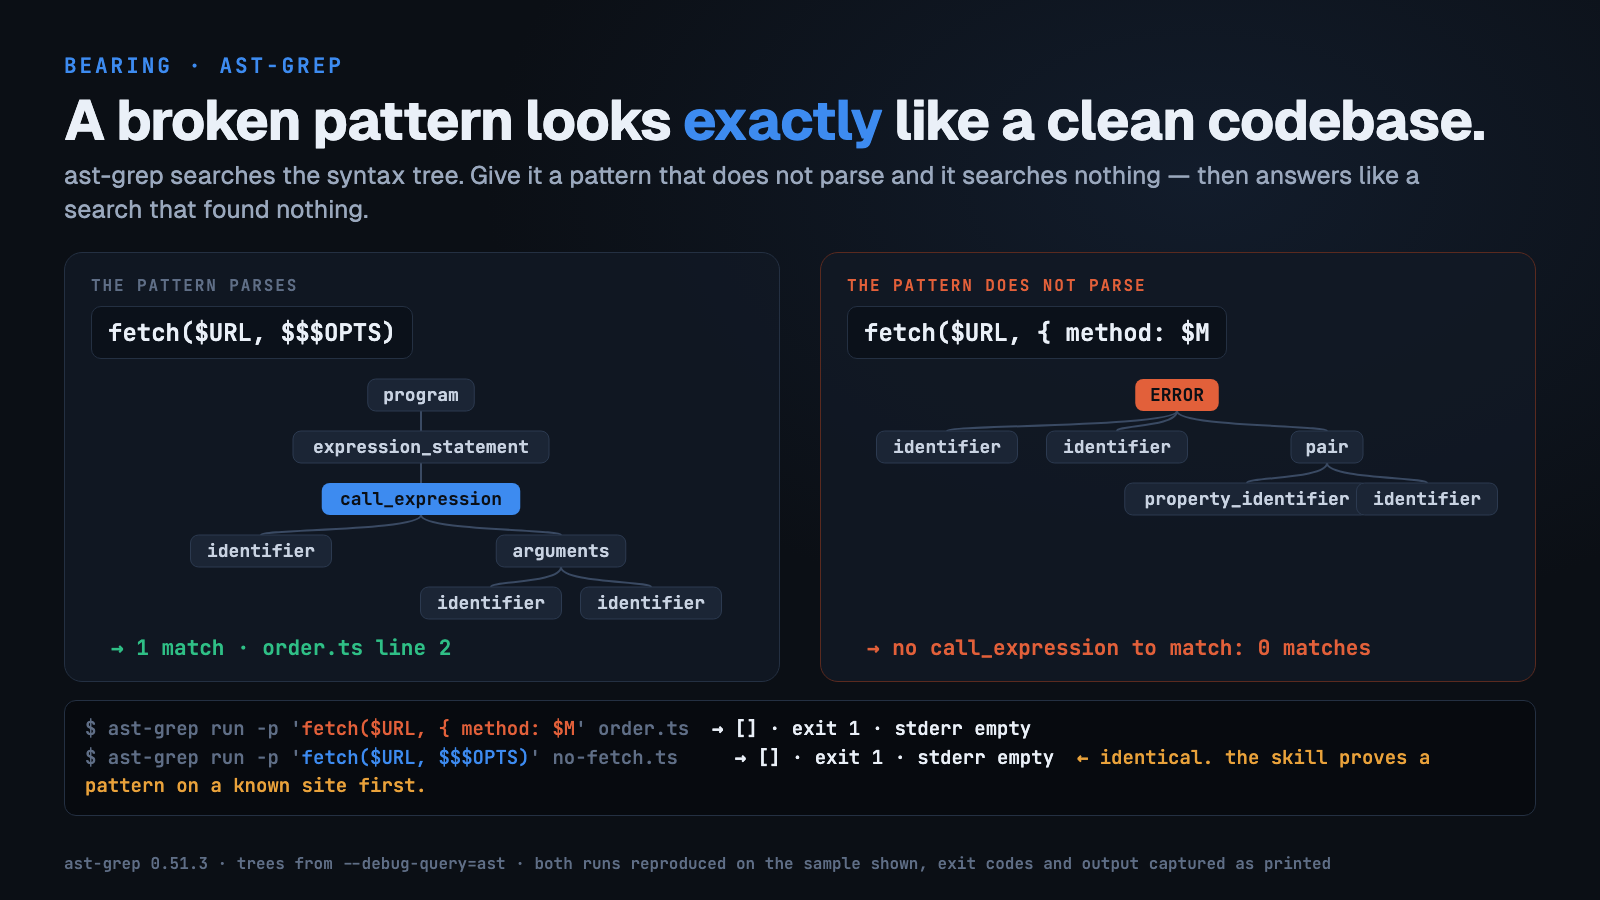 BEARING · AST-GREP
A broken pattern looks exactly like a clean codebase.
ast-grep searches the syntax tree. Give it a pattern that does not parse and it searches nothing — then answers like a
search that found nothing.
THE PATTERN PARSES
fetch($URL, $$$OPTS)
program
expression_statement
call_expression
identifier arguments
identifier identifier
→ 1 match · order.ts line 2
THE PATTERN DOES NOT PARSE
fetch($URL, { method: $M
ERROR
identifier identifier pair
property_identifier identifier
→ no call_expression to match: 0 matches
$ ast-grep run -p 'fetch($URL, { method: $M' order.ts → [] · exit 1 · stderr empty
$ ast-grep run -p 'fetch($URL, $$$OPTS)' no-fetch.ts → [] · exit 1 · stderr empty ← identical. the skill proves a
pattern on a known site first.
ast-grep 0.51.3 · trees from --debug-query=ast · both runs reproduced on the sample shown, exit codes and output captured as printed